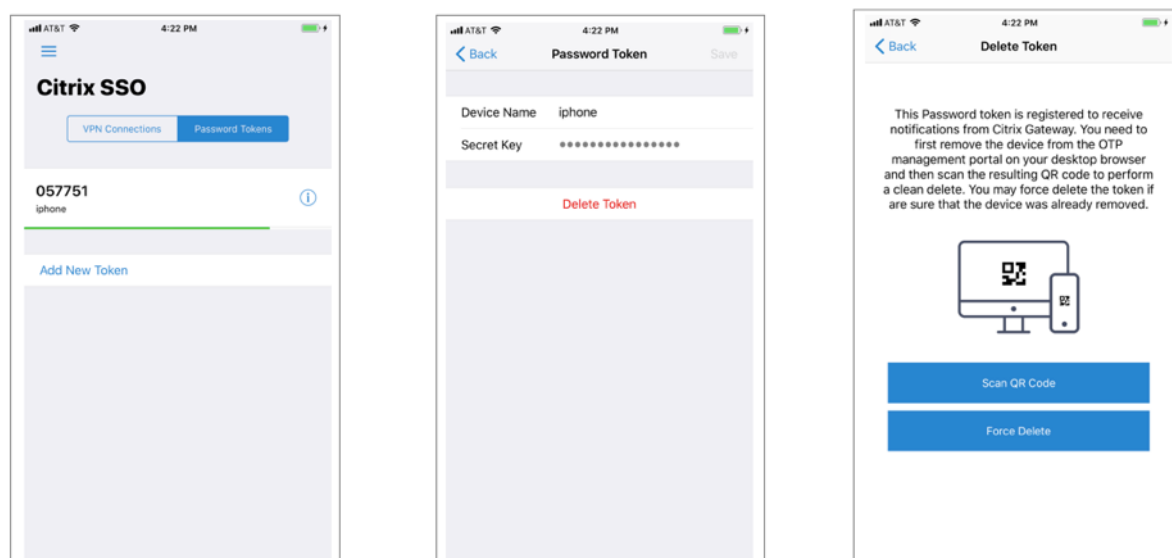 AT&T 4:22 PM
Citrix SSO
VPN Connections Password Tokens
057751
iphone
Add New Token
AT&T 4:22 PM
Back Password Token Save
Device Name iphone
Secret Key ••••••••••••••••
Delete Token
AT&T 4:22 PM
Back Delete Token
This Password token is registered to receive
notifications from Citrix Gateway. You need to
first remove the device from the OTP
management portal on your desktop browser
and then scan the resulting QR code to perform
a clean delete. You may force delete the token if
are sure that the device was already removed.
Scan QR Code
Force Delete